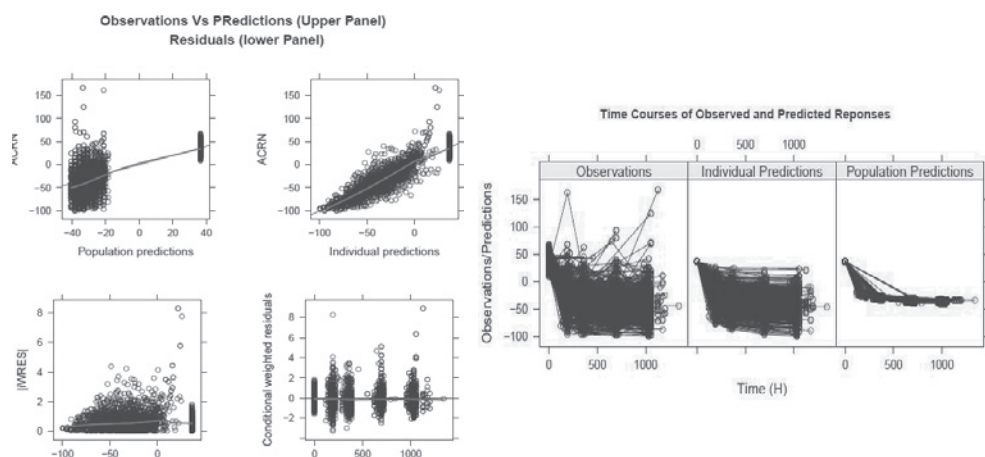 Observations Vs PRedictions (Upper Panel)
Residuals (lower Panel)
150
100
50
0
-50
-100
-40 -20 0 20 40
Population predictions
ACRN
150
100
50
0
-50
-100
-100 -50 0
Individual predictions
|iWRES|
8
6
4
2
0
-100 -50 0
Conditional weighted residuals
8
6
4
2
0
-2
0 500 1000
Time Courses of Observed and Predicted Reponses
0 500 1000
Observations Individual Predictions Population Predictions
Observations/Predictions
150
100
50
0
-50
-100
0 500 1000 0 500 1000
Time (H)